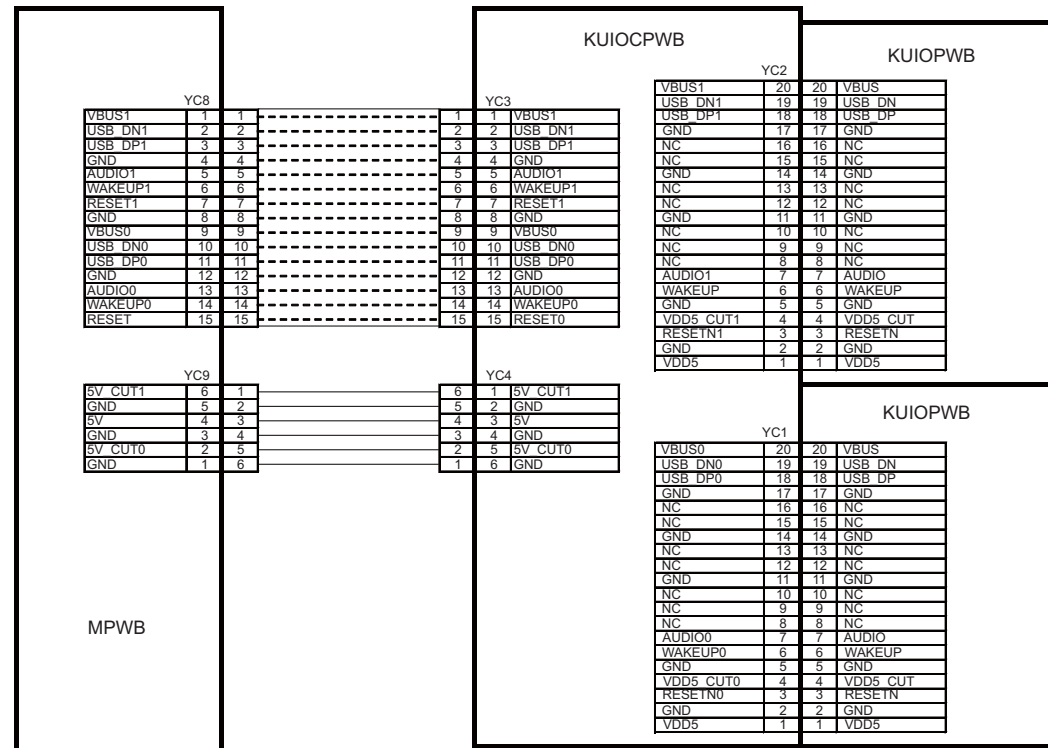 KUIOCPWB
KUIOPWB
YC2
VBUS1 20 20 VBUS
USB_DN1 19 19 USB_DN
USB_DP1 18 18 USB_DP
GND 17 17 GND
NC 16 16 NC
NC 15 15 NC
GND 14 14 GND
NC 13 13 NC
NC 12 12 NC
GND 11 11 GND
NC 10 10 NC
NC 9 9 NC
NC 8 8 NC
AUDIO1 7 7 AUDIO
WAKEUP 6 6 WAKEUP
GND 5 5 GND
VDD5_CUT1 4 4 VDD5_CUT
RESETN1 3 3 RESETN
GND 2 2 GND
VDD5 1 1 VDD5
YC8 YC3
VBUS1 1 1 1 1 VBUS1
USB_DN1 2 2 2 2 USB_DN1
USB_DP1 3 3 3 3 USB_DP1
GND 4 4 4 4 GND
AUDIO1 5 5 5 5 AUDIO1
WAKEUP1 6 6 6 6 WAKEUP1
RESET1 7 7 7 7 RESET1
GND 8 8 8 8 GND
VBUS0 9 9 9 9 VBUS0
USB_DN0 10 10 10 10 USB_DN0
USB_DP0 11 11 11 11 USB_DP0
GND 12 12 12 12 GND
AUDIO0 13 13 13 13 AUDIO0
WAKEUP0 14 14 14 14 WAKEUP0
RESET 15 15 15 15 RESET0
YC9 YC4
5V_CUT1 6 1 6 1 5V_CUT1
GND 5 2 5 2 GND
5V 4 3 4 3 5V
GND 3 4 3 4 GND
5V_CUT0 2 5 2 5 5V_CUT0
GND 1 6 1 6 GND
KUIOPWB
YC1
VBUS0 20 20 VBUS
USB_DN0 19 19 USB_DN
USB_DP0 18 18 USB_DP
GND 17 17 GND
NC 16 16 NC
NC 15 15 NC
GND 14 14 GND
NC 13 13 NC
NC 12 12 NC
GND 11 11 GND
NC 10 10 NC
NC 9 9 NC
NC 8 8 NC
AUDIO0 7 7 AUDIO
WAKEUP0 6 6 WAKEUP
GND 5 5 GND
VDD5_CUT0 4 4 VDD5_CUT
RESETN0 3 3 RESETN
GND 2 2 GND
VDD5 1 1 VDD5
MPWB